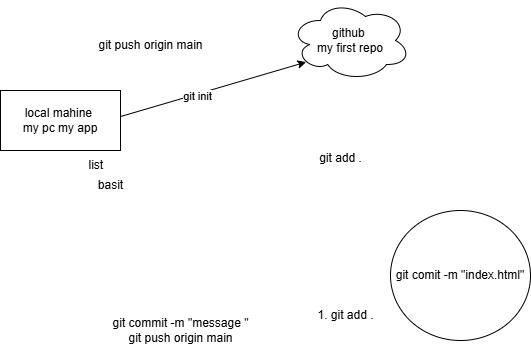 github
my first repo
git push origin main
git init
local mahine
my pc my app
git add .
list
basit
git comit -m "index.html"
1. git add .
git commit -m "message "
git push origin main